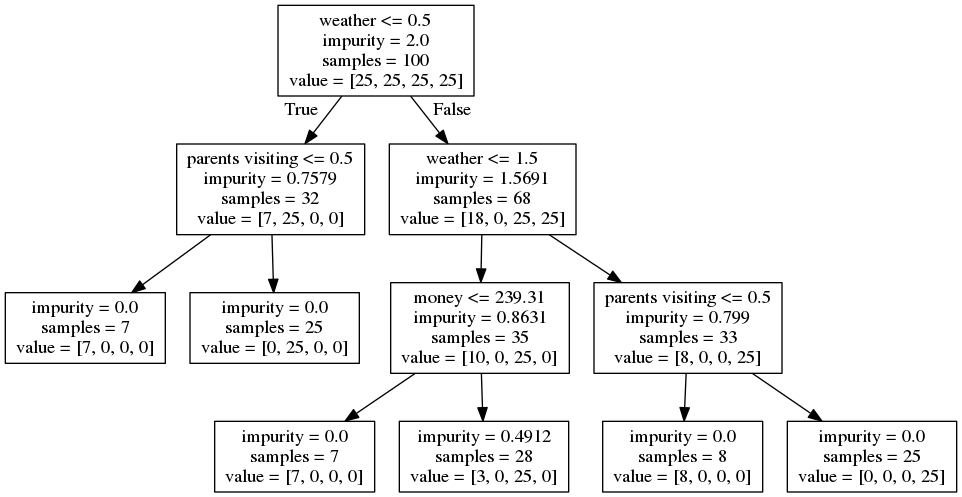 weather <= 0.5
impurity = 2.0
samples = 100
value = [25, 25, 25, 25]
True
False
parents visiting <= 0.5
impurity = 0.7579
samples = 32
value = [7, 25, 0, 0]
weather <= 1.5
impurity = 1.5691
samples = 68
value = [18, 0, 25, 25]
impurity = 0.0
samples = 7
value = [7, 0, 0, 0]
impurity = 0.0
samples = 25
value = [0, 25, 0, 0]
money <= 239.31
impurity = 0.8631
samples = 35
value = [10, 0, 25, 0]
parents visiting <= 0.5
impurity = 0.799
samples = 33
value = [8, 0, 0, 25]
impurity = 0.0
samples = 7
value = [7, 0, 0, 0]
impurity = 0.4912
samples = 28
value = [3, 0, 25, 0]
impurity = 0.0
samples = 8
value = [8, 0, 0, 0]
impurity = 0.0
samples = 25
value = [0, 0, 0, 25]